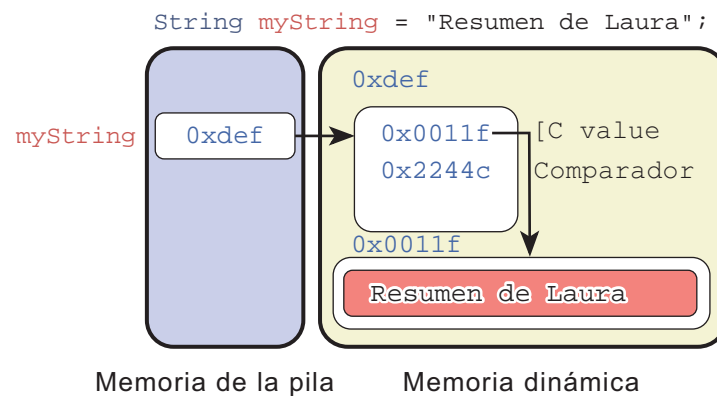 String myString = "Resumen de Laura";
0xdef
myString 0xdef 0x0011f [C value
0x2244c Comparador
0x0011f
Resumen de Laura
Memoria de la pila Memoria dinámica